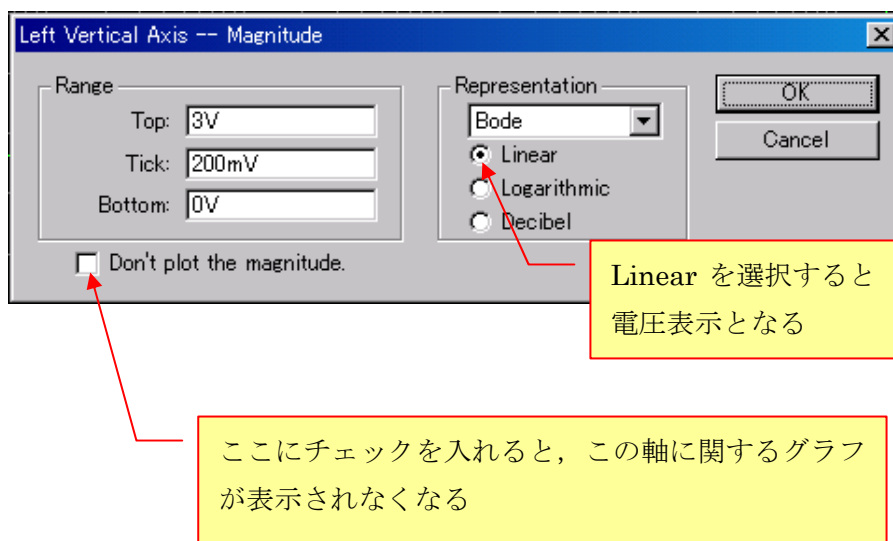 Left Vertical Axis -- Magnitude
Range
Top: 3V
Tick: 200mV
Bottom: 0V
Don't plot the magnitude.
Representation
Bode
Linear
Logarithmic
Decibel
OK
Cancel
Linear を選択すると
電圧表示となる
ここにチェックを入れると，この軸に関するグラフ
が表示されなくなる